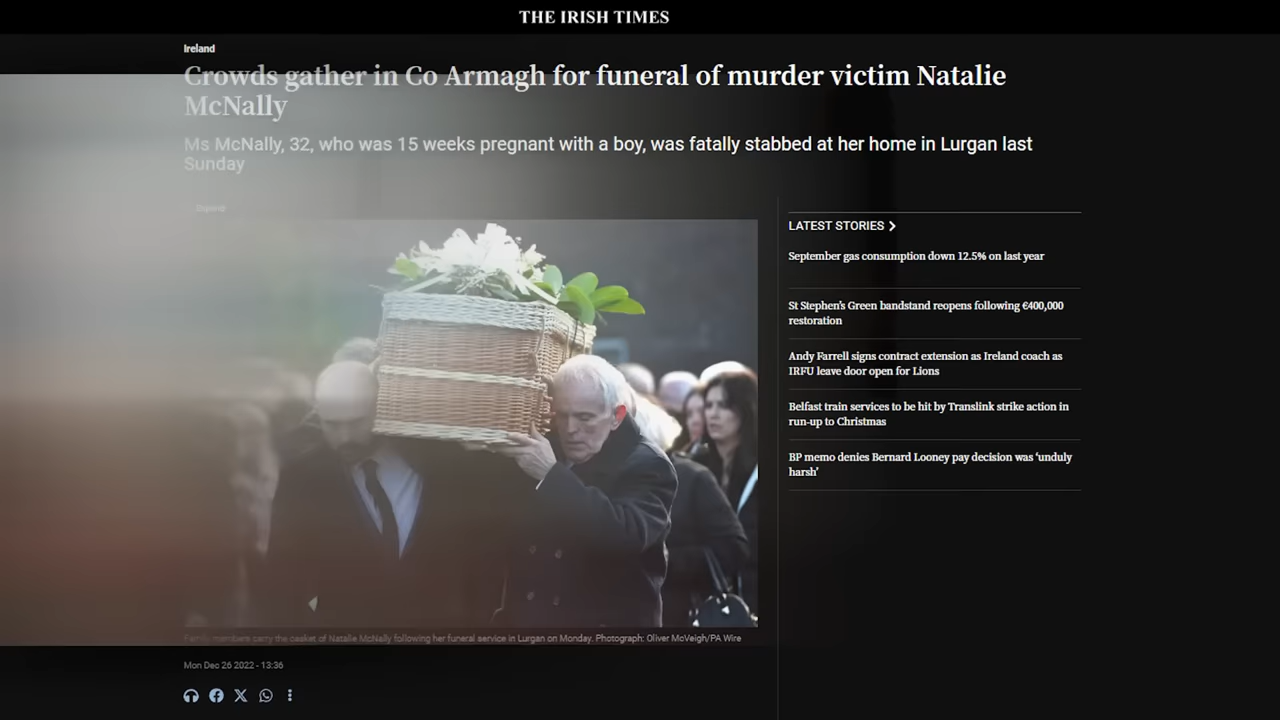 THE IRISH TIMES
Ireland
Crowds gather in Co Armagh for funeral of murder victim Natalie
McNally
Ms McNally, 32, who was 15 weeks pregnant with a boy, was fatally stabbed at her home in Lurgan last
Sunday
LATEST STORIES
September gas consumption down 12.5% on last year
St Stephen's Green bandstand reopens following €400,000
restoration
Andy Farrell signs contract extension as Ireland coach as
IRFU leave door open for Lions
Belfast train services to be hit by Translink strike action in
run-up to Christmas
BP memo denies Bernard Looney pay decision was 'unduly
harsh'
Family members carry the casket of Natalie McNally following her funeral service in Lurgan on Monday. Photograph: Oliver McVeigh/PA Wire
Mon Dec 26 2022 - 13:36